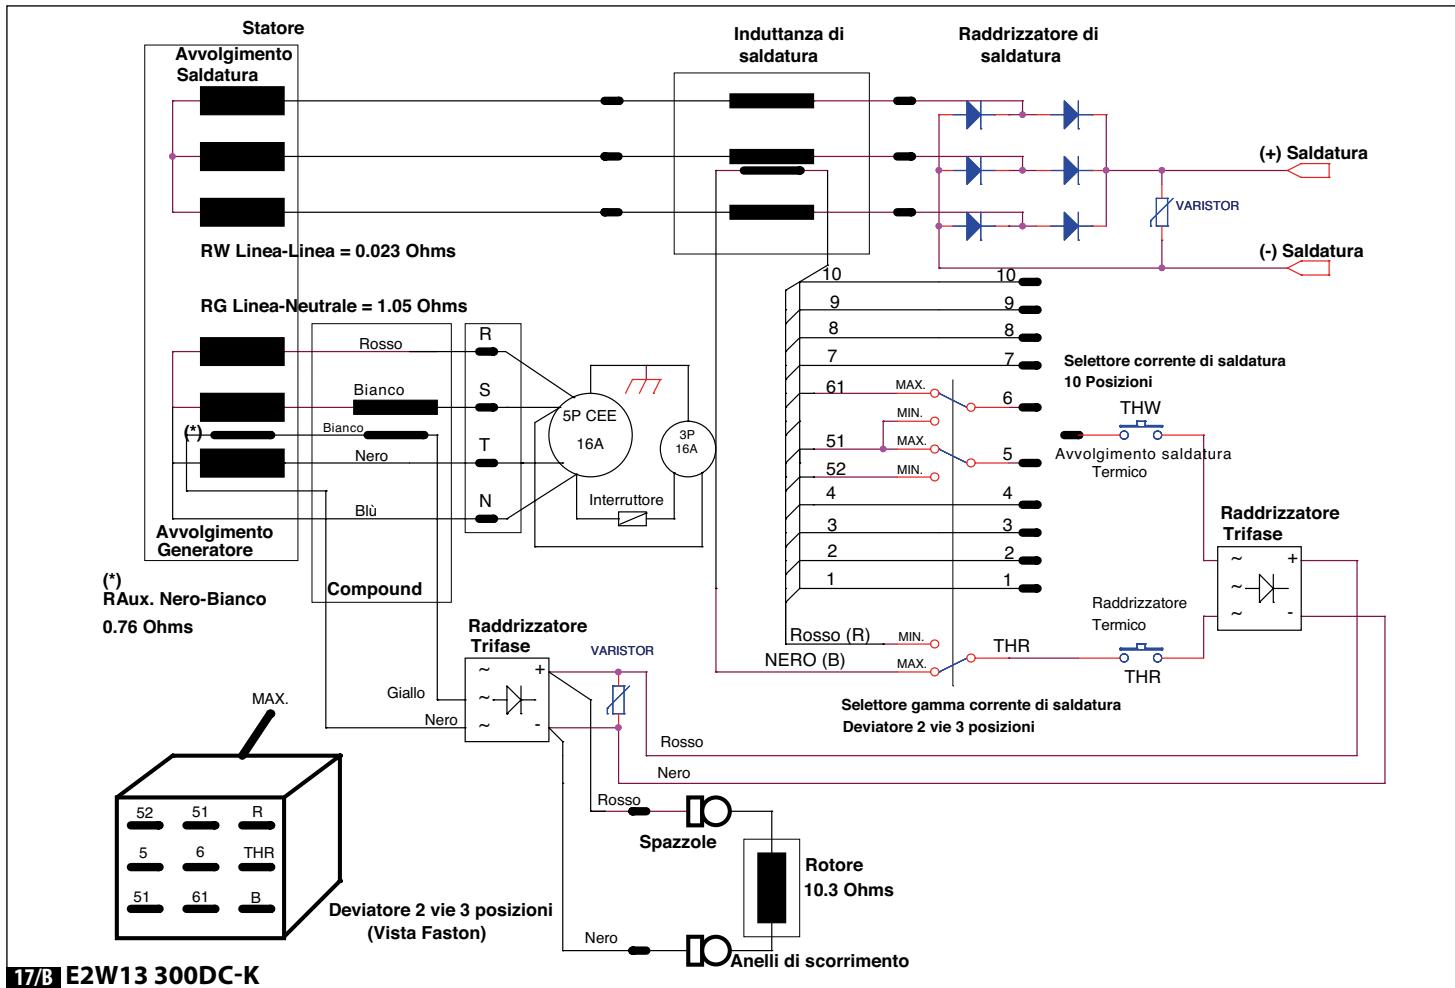 Statore
Avvolgimento
Saldatura
Induttanza di
saldatura
Raddrizzatore di
saldatura
(+) Saldatura
VARISTOR
(-) Saldatura
RW Linea-Linea = 0.023 Ohms
RG Linea-Neutrale = 1.05 Ohms
Rosso
R
Bianco
S
(*)
Bianco
Nero
T
Blù
N
5P CEE
16A
3P
16A
Interruttore
Avvolgimento
Generatore
Compound
(*)
RAux. Nero-Bianco
0.76 Ohms
10 10
9 9
8 8
7 7
61 MAX. 6
MIN.
51 MAX. 5
52 MIN.
4 4
3 3
2 2
1 1
Rosso (R) MIN.
NERO (B) MAX.
THR
Selettore corrente di saldatura
10 Posizioni
THW
Avvolgimento saldatura
Termico
Raddrizzatore
Trifase
~ +
~
~ -
Raddrizzatore
Termico
THR
Selettore gamma corrente di saldatura
Deviatore 2 vie 3 posizioni
Raddrizzatore
Trifase
VARISTOR
~ +
Giallo ~
Nero ~ -
Rosso
Nero
Rosso
Spazzole
Rotore
10.3 Ohms
Nero
Anelli di scorrimento
MAX.
52 51 R
5 6 THR
51 61 B
Deviatore 2 vie 3 posizioni
(Vista Faston)
17/B E2W13 300DC-K